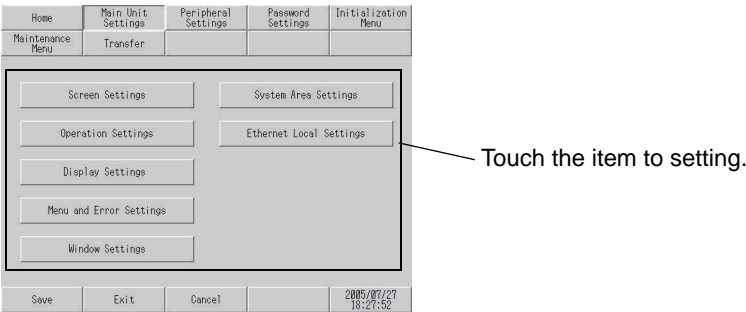 Home
Main Unit
Settings
Peripheral
Settings
Password
Settings
Initialization
Menu
Maintenance
Menu
Transfer
Screen Settings
System Area Settings
Operation Settings
Ethernet Local Settings
Touch the item to setting.
Display Settings
Menu and Error Settings
Window Settings
Save
Exit
Cancel
2005/07/27
18:27:52